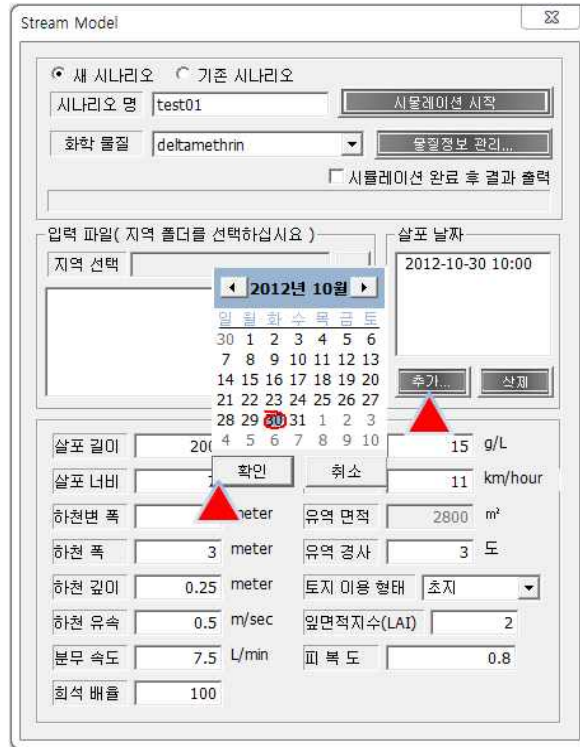 Stream Model
새 시나리오 기존 시나리오
시나리오 명 test01 시뮬레이션 시작
화학 물질 deltamethrin 물질정보 관리...
시뮬레이션 완료 후 결과 출력
입력 파일( 지역 폴더를 선택하십시요 ) 살포 날짜
지역 선택 2012-10-30 10:00
2012년 10월
일 월 화 수 목 금 토
30 1 2 3 4 5 6
7 8 9 10 11 12 13
14 15 16 17 18 19 20
추가... 삭제
21 22 23 24 25 26 27
28 29 30 31 1 2 3
4 5 6 7 8 9 10
확인 취소
살포 길이 200 15 g/L
살포 너비 11 km/hour
하천변 폭 meter 유역 면적 2800 m²
하천 폭 3 meter 유역 경사 3 도
하천 깊이 0.25 meter 토지 이용 형태 초지
하천 유속 0.5 m/sec 잎면적지수(LAI) 2
분무 속도 7.5 L/min 피 복 도 0.8
희석 배율 100